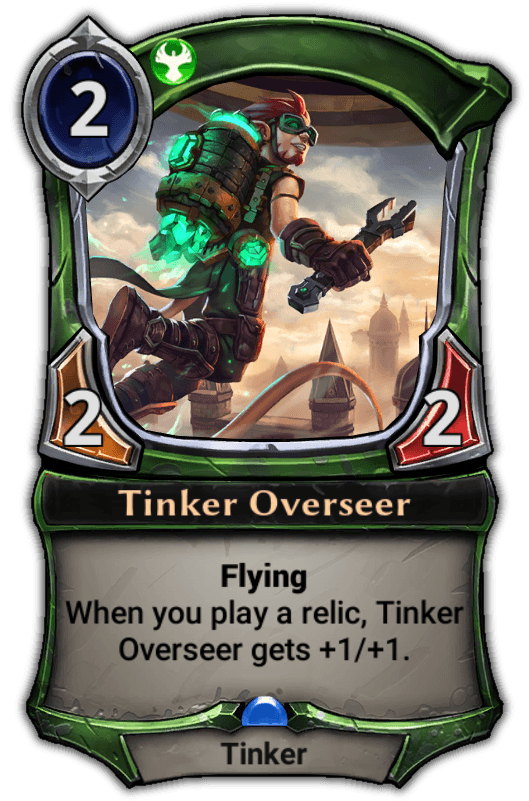 2
2
2
Tinker Overseer
Flying
When you play a relic, Tinker
Overseer gets +1/+1.
Tinker